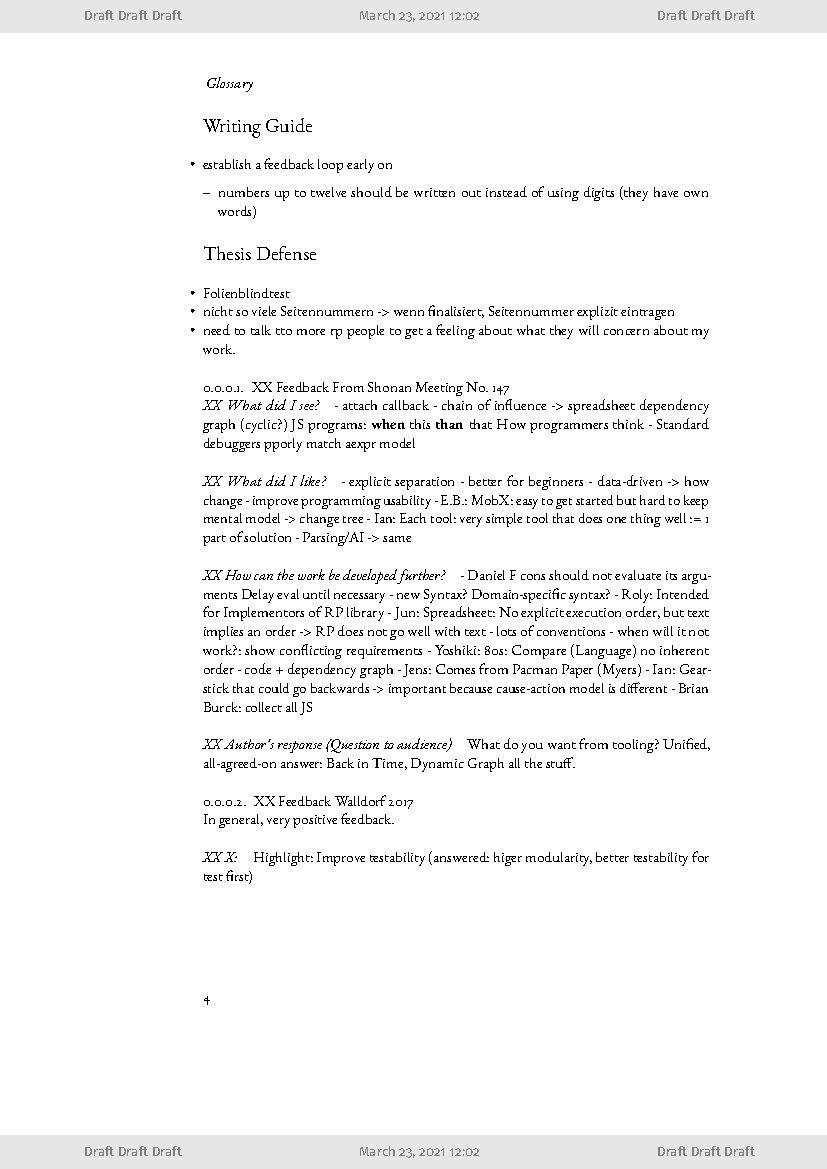 Draft Draft Draft March 23, 2021 12:02 Draft Draft Draft
Glossary
Writing Guide
• establish a feedback loop early on
– numbers up to twelve should be written out instead of using digits (they have own
words)
Thesis Defense
• Folienblindtest
• nicht so viele Seitennummern -> wenn finalisiert, Seitennummer explizit eintragen
• need to talk tto more rp people to get a feeling about what they will concern about my
work.
0.0.0.1. XX Feedback From Shonan Meeting No. 147
XX What did I see? - attach callback - chain of influence -> spreadsheet dependency
graph (cyclic?) JS programs: when this than that How programmers think - Standard
debuggers pporly match aexpr model
XX What did I like? - explicit separation - better for beginners - data-driven -> how
change - improve programming usability - E.B.: MobX: easy to get started but hard to keep
mental model -> change tree - Ian: Each tool: very simple tool that does one thing well := 1
part of solution - Parsing/AI -> same
XX How can the work be developed further? - Daniel F cons should not evaluate its argu-
ments Delay eval until necessary - new Syntax? Domain-specific syntax? - Roly: Intended
for Implementors of RP library - Jun: Spreadsheet: No explicit execution order, but text
implies an order -> RP does not go well with text - lots of conventions - when will it not
work?: show conflicting requirements - Yoshiki: 80s: Compare (Language) no inherent
order - code + dependency graph - Jens: Comes from Pacman Paper (Myers) - Ian: Gear-
stick that could go backwards -> important because cause-action model is different - Brian
Burck: collect all JS
XX Author's response (Question to audience) What do you want from tooling? Unified,
all-agreed-on answer: Back in Time, Dynamic Graph all the stuff.
0.0.0.2. XX Feedback Walldorf 2017
In general, very positive feedback.
XX X: Highlight: Improve testability (answered: higer modularity, better testability for
test first)
4
Draft Draft Draft March 23, 2021 12:02 Draft Draft Draft